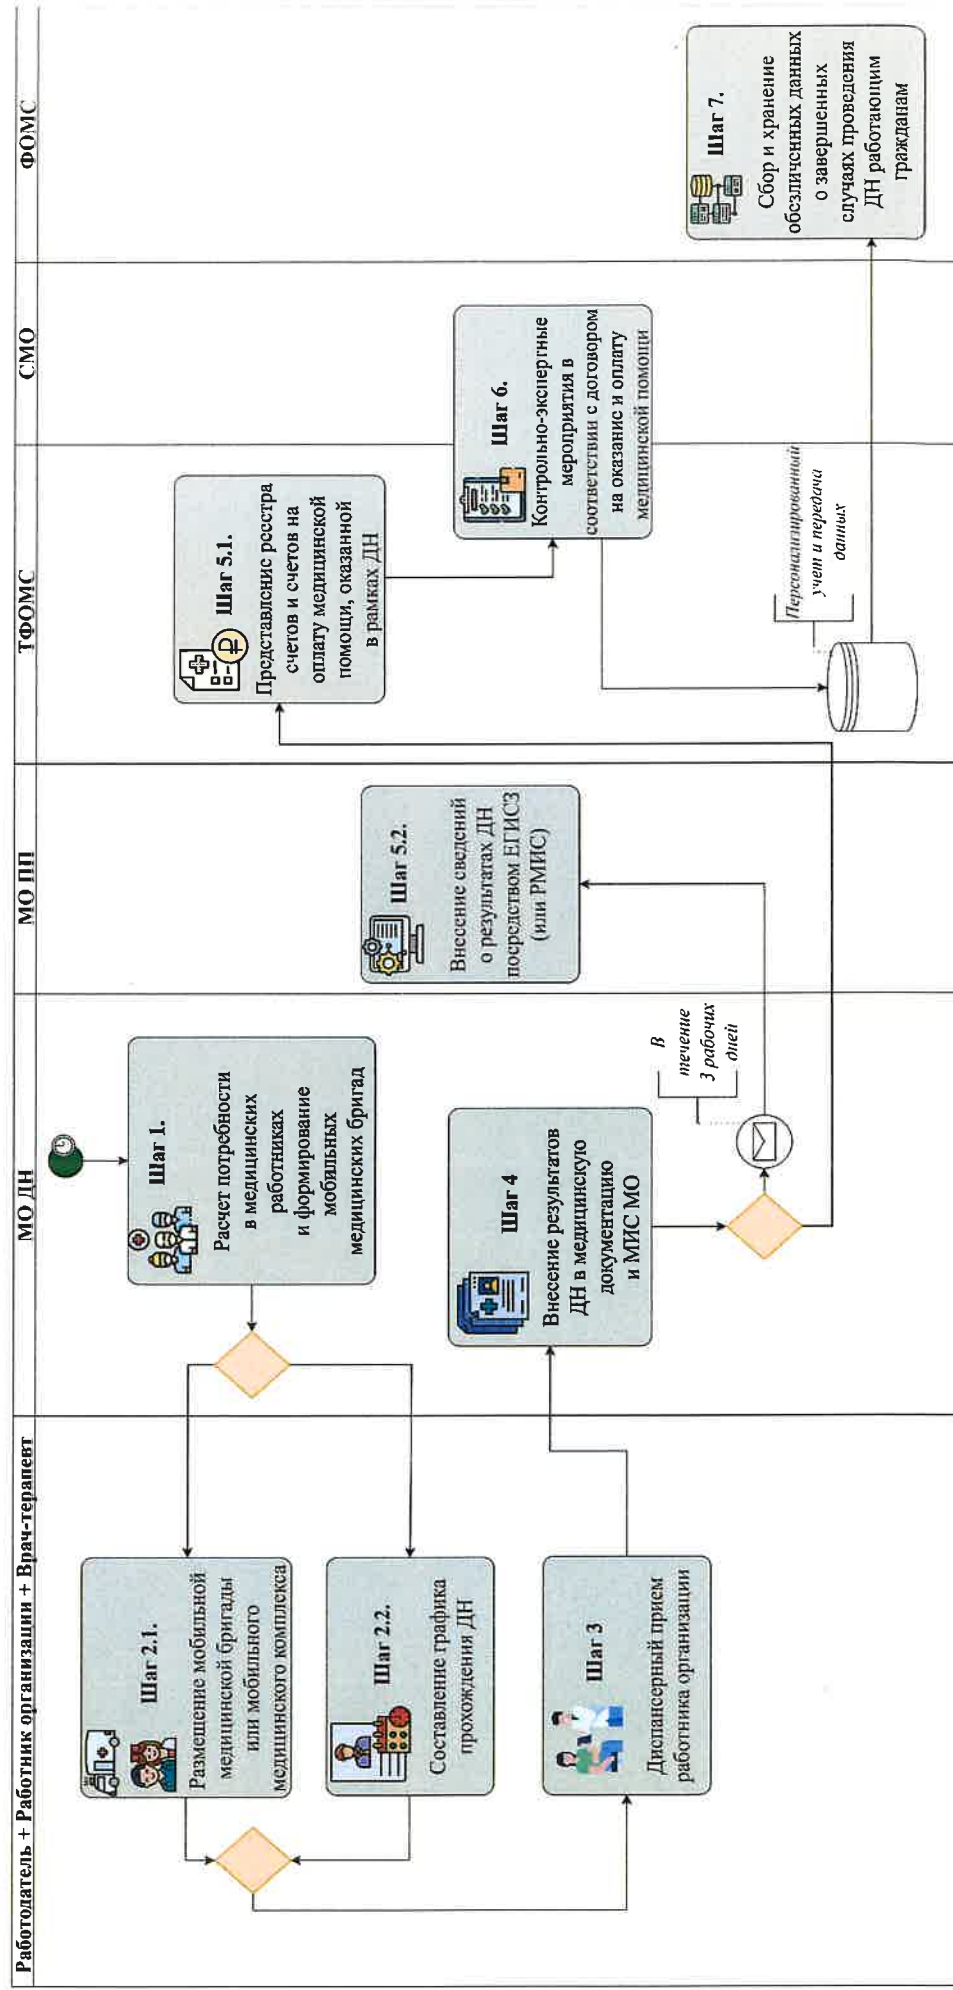 Работодатель + Работник организации + Врач-терапевт
МО ДН
МО ПП
ТФОМС
СМО
ФОМС
Шаг 1.
Расчет потребности
в медицинских
работниках
и формирование
мобильных
медицинских бригад
Шаг 2.1.
Размещение мобильной
медицинской бригады
или мобильного
медицинского комплекса
Шаг 2.2.
Составление графика
прохождения ДН
Шаг 3
Диспансерный прием
работника организации
Шаг 4
Внесение результатов
ДН в медицинскую
документацию
и МИС МО
В
течение
3 рабочих
дней
Шаг 5.1.
Представление реестра
счетов и счетов на
оплату медицинской
помощи, оказанной
в рамках ДН
Шаг 5.2.
Внесение сведений
о результатах ДН
посредством ЕГИСЗ
(или РМИС)
Шаг 6.
Контрольно-экспертные
мероприятия в
соответствии с договором
на оказание и оплату
медицинской помощи
Персонализированный
учет и передача
данных
Шаг 7.
Сбор и хранение
обезличенных данных
о завершенных
случаях проведения
ДН работающим
гражданам